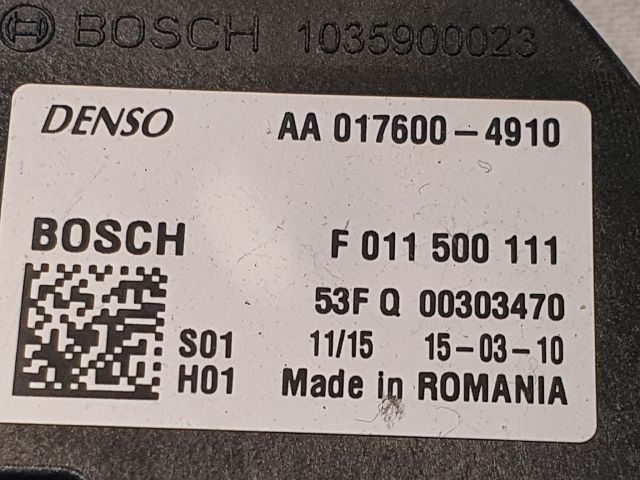 BOSCH 1035900023
DENSO AA 017600-4910
BOSCH F 011 500 111
53F Q 00303470
S01 11/15 15-03-10
H01 Made in ROMANIA